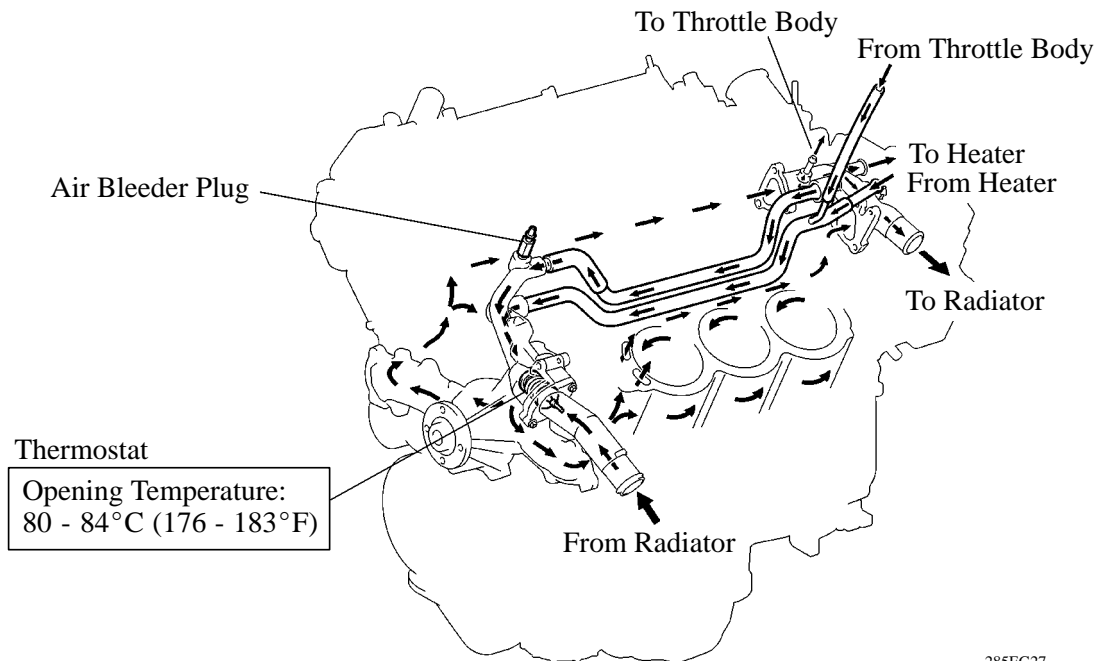 To Throttle Body
From Throttle Body
To Heater
From Heater
Air Bleeder Plug
To Radiator
Thermostat
Opening Temperature:
80 - 84°C (176 - 183°F)
From Radiator